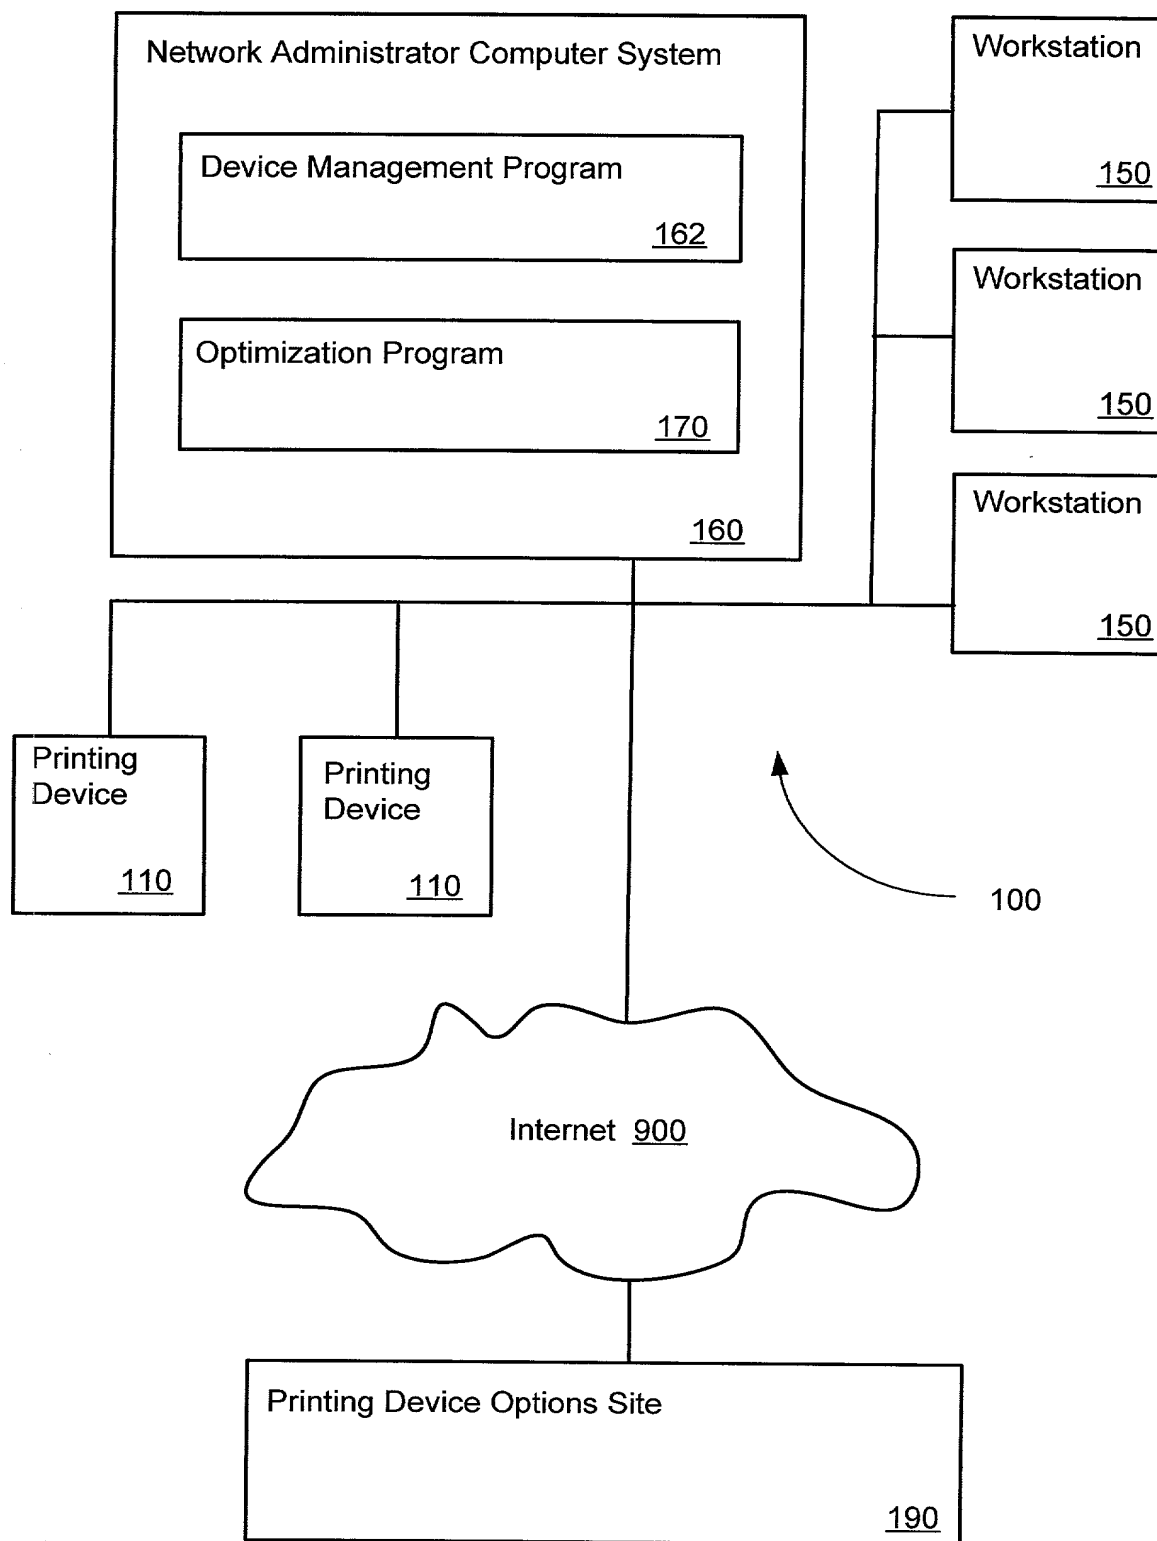 Network Administrator Computer System
Device Management Program
162
Optimization Program
170
160
Workstation
150
Workstation
150
Workstation
150
Printing
Device
110
Printing
Device
110
100
Internet 900
Printing Device Options Site
190